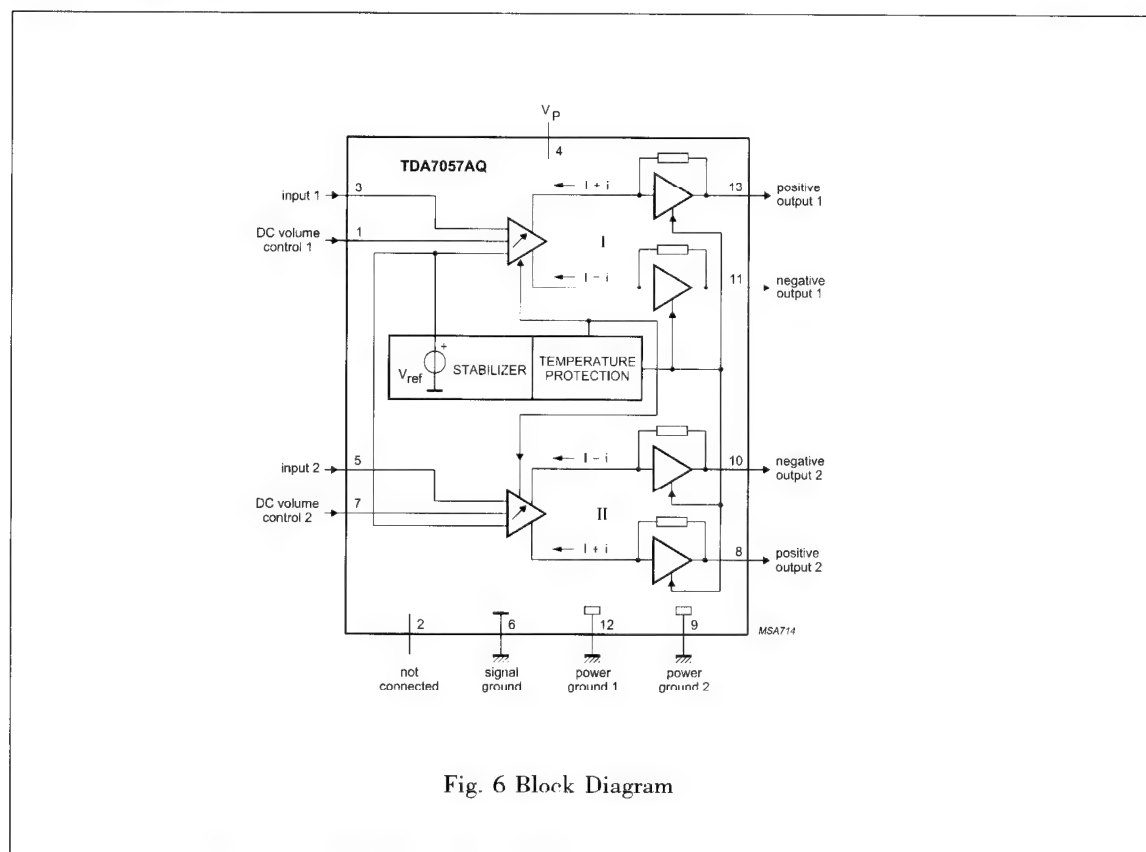 V_P
4
TDA7057AQ
input 1
3
I + i
13
positive
output 1
DC volume
control 1
1
I
I − i
11
negative
output 1
+
V_ref
STABILIZER
TEMPERATURE
PROTECTION
input 2
5
I − i
10
negative
output 2
DC volume
control 2
7
II
I + i
8
positive
output 2
2
6
12
9
MSA714
not
connected
signal
ground
power
ground 1
power
ground 2
Fig. 6 Block Diagram